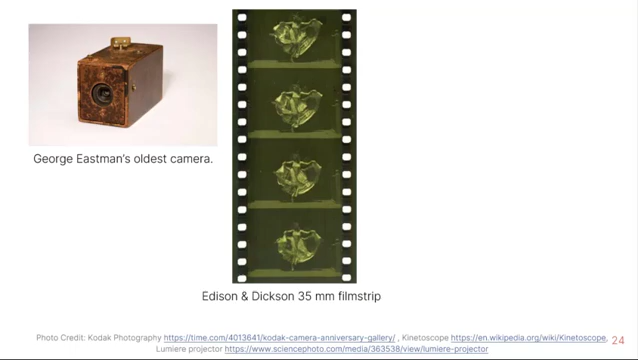 George Eastman's oldest camera.
Edison & Dickson 35 mm filmstrip
Photo Credit: Kodak Photography https://time.com/4013641/kodak-camera-anniversary-gallery/ , Kinetoscope https://en.wikipedia.org/wiki/Kinetoscope,
Lumiere projector https://www.sciencephoto.com/media/363538/view/lumiere-projector
24